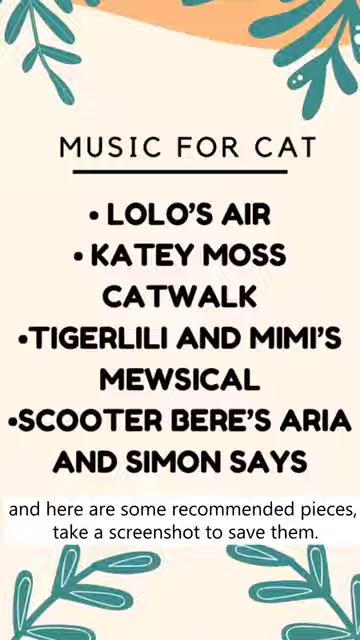 MUSIC FOR CAT
• LOLO'S AIR
• KATEY MOSS
CATWALK
•TIGERLILI AND MIMI'S
MEWSICAL
•SCOOTER BERE'S ARIA
AND SIMON SAYS
and here are some recommended pieces,
take a screenshot to save them.